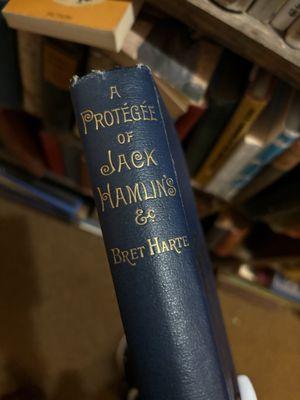 A
PROTÉGÉE
OF
JACK
HAMLIN'S
&c
BRET HARTE